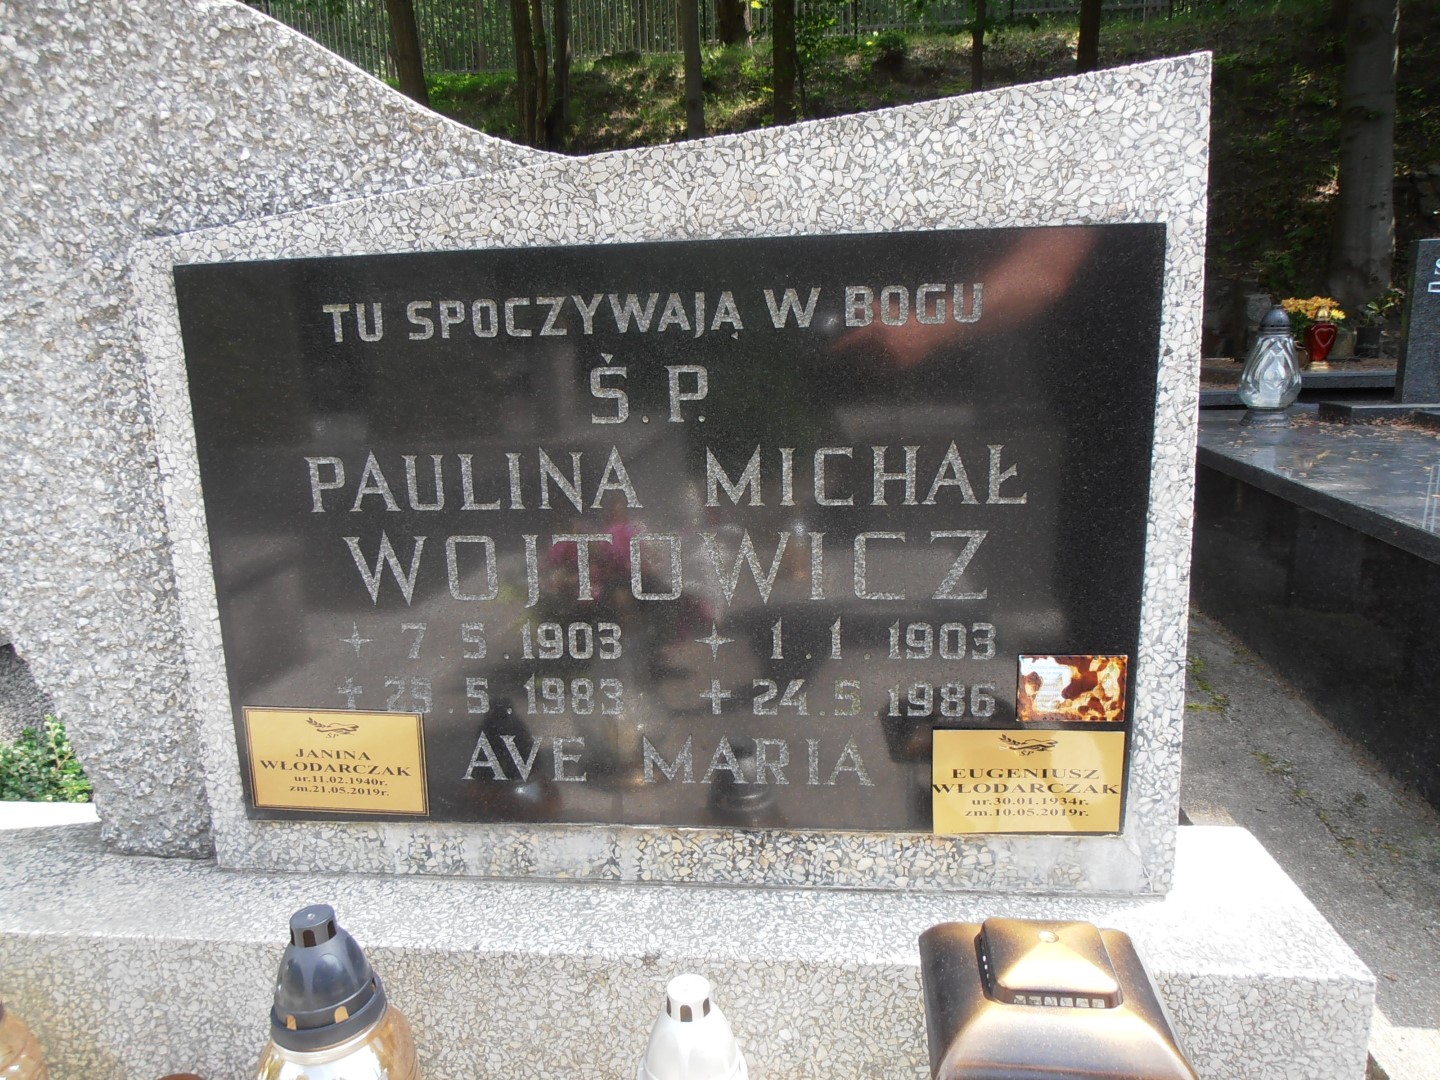 TU SPOCZYWAJĄ W BOGU
Ś.P.
PAULINA MICHAŁ
WOJTOWICZ
7.5.1903 1.1.1903
✝ 23.5.1983 ✝ 24.5.1986
AVE MARIA
Ś.P.
JANINA
WŁODARCZAK
ur.11.02.1940r.
zm.21.05.2019r.
Ś.P.
EUGENIUSZ
WŁODARCZAK
ur.30.01.1934r.
zm.10.05.2019r.